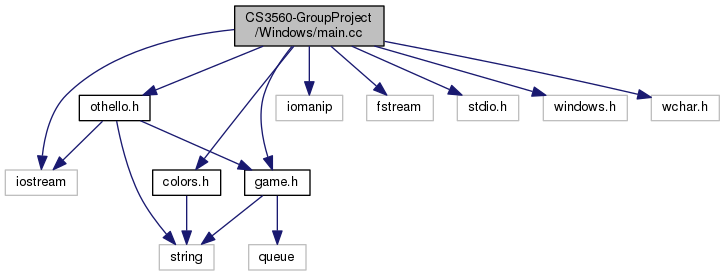 CS3560-GroupProject
/Windows/main.cc
othello.h
iomanip
fstream
stdio.h
windows.h
wchar.h
iostream
colors.h
game.h
string
queue